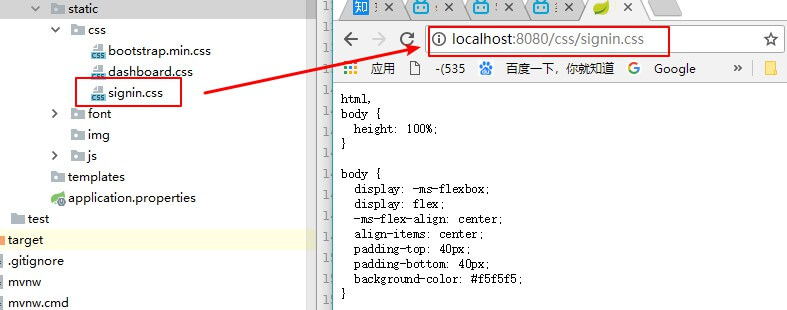 static
css
bootstrap.min.css
dashboard.css
signin.css
font
img
js
templates
application.properties
test
target
.gitignore
mvnw
mvnw.cmd
知
localhost:8080/css/signin.css
应用
-(535
百度一下，你就知道
Google
»
html,
body {
height: 100%;
}
body {
display: -ms-flexbox;
display: flex;
-ms-flex-align: center;
align-items: center;
padding-top: 40px;
padding-bottom: 40px;
background-color: #f5f5f5;
}